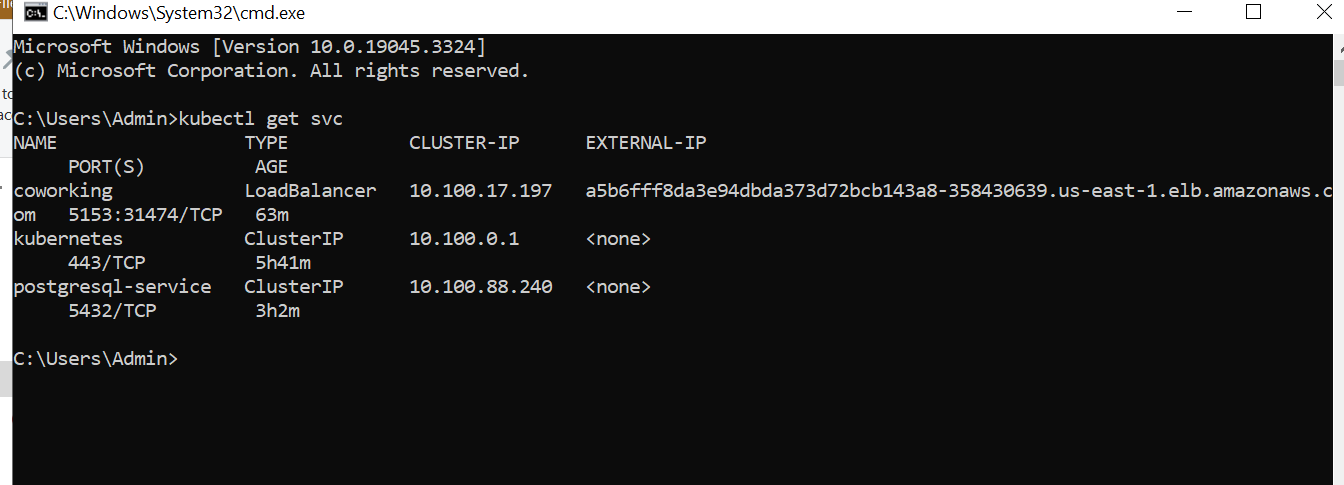 C:\Windows\System32\cmd.exe
Microsoft Windows [Version 10.0.19045.3324]
(c) Microsoft Corporation. All rights reserved.
C:\Users\Admin>kubectl get svc
NAME                 TYPE           CLUSTER-IP      EXTERNAL-IP
     PORT(S)          AGE
coworking            LoadBalancer   10.100.17.197   a5b6fff8da3e94dbda373d72bcb143a8-358430639.us-east-1.elb.amazonaws.c
om   5153:31474/TCP   63m
kubernetes           ClusterIP      10.100.0.1      <none>
     443/TCP          5h41m
postgresql-service   ClusterIP      10.100.88.240   <none>
     5432/TCP         3h2m
C:\Users\Admin>